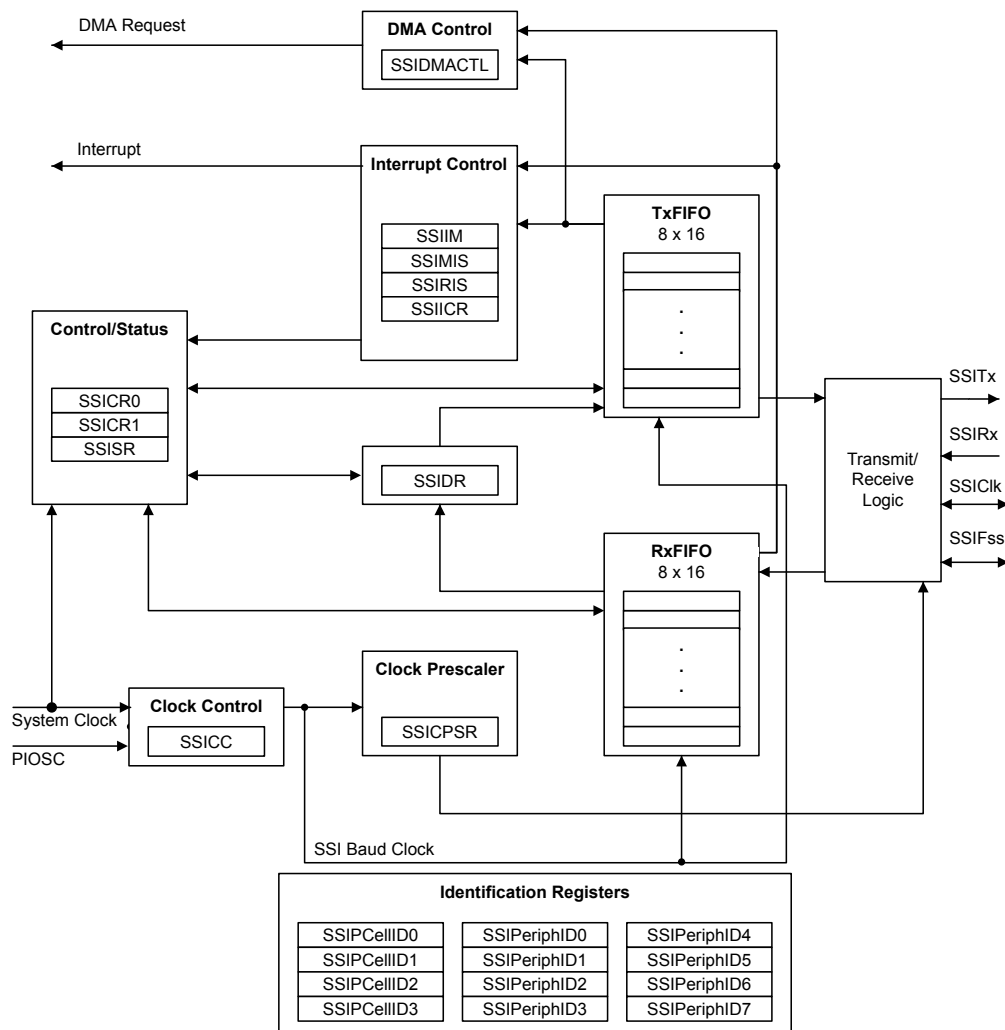 DMA Request
DMA Control
SSIDMACTL
Interrupt
Interrupt Control
SSIIM
SSIMIS
SSIRIS
SSIICR
TxFIFO
8 x 16
Control/Status
SSICR0
SSICR1
SSISR
SSIDR
Transmit/
Receive
Logic
SSITx
SSIRx
SSIClk
SSIFss
RxFIFO
8 x 16
Clock Prescaler
SSICPSR
System Clock
PIOSC
Clock Control
SSICC
SSI Baud Clock
Identification Registers
SSIPCellID0
SSIPCellID1
SSIPCellID2
SSIPCellID3
SSIPeriphID0
SSIPeriphID1
SSIPeriphID2
SSIPeriphID3
SSIPeriphID4
SSIPeriphID5
SSIPeriphID6
SSIPeriphID7